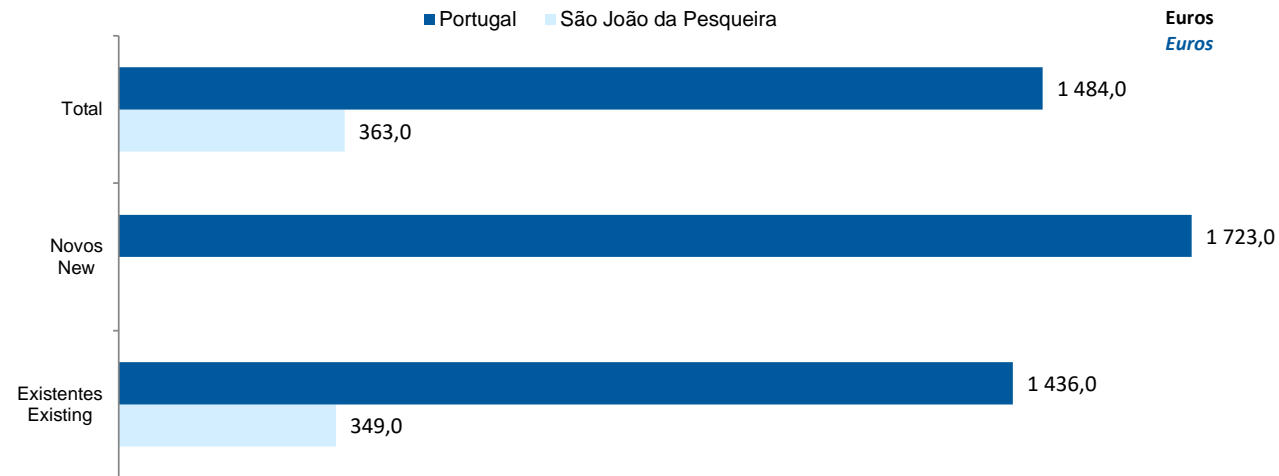 Portugal São João da Pesqueira
Euros
Euros
Total
1 484,0
363,0
Novos
New
1 723,0
Existentes
Existing
1 436,0
349,0